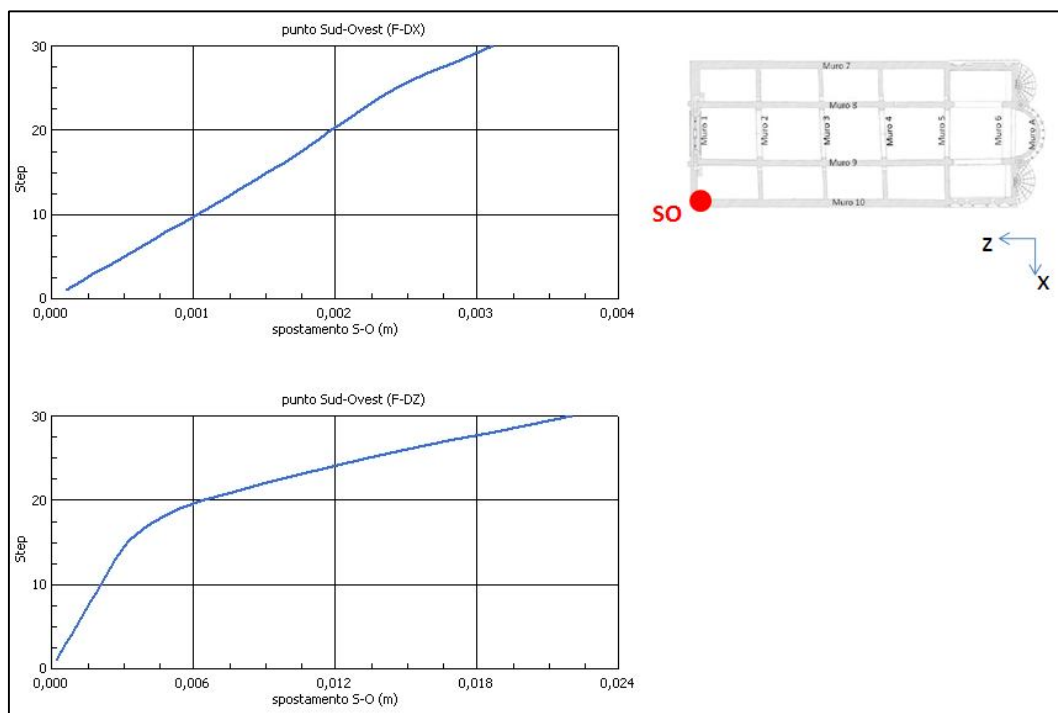 punto Sud-Ovest (F-DX)
30
20
10
0
Step
0,000 0,001 0,002 0,003 0,004
spostamento S-O (m)
Muro 7
Muro 8
Muro 1
Muro 2
Muro 3
Muro 4
Muro 5
Muro 6
Muro A
Muro 9
Muro 10
SO
Z
X
punto Sud-Ovest (F-DZ)
30
20
10
0
Step
0,000 0,006 0,012 0,018 0,024
spostamento S-O (m)